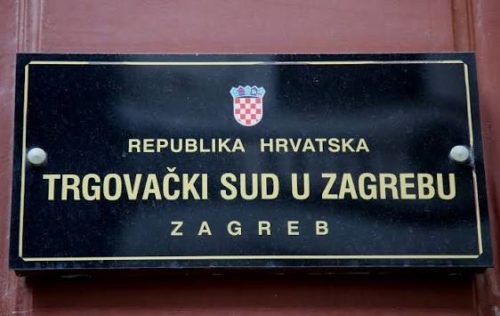 REPUBLIKA HRVATSKA
TRGOVAČKI SUD U ZAGREBU
ZAGREB